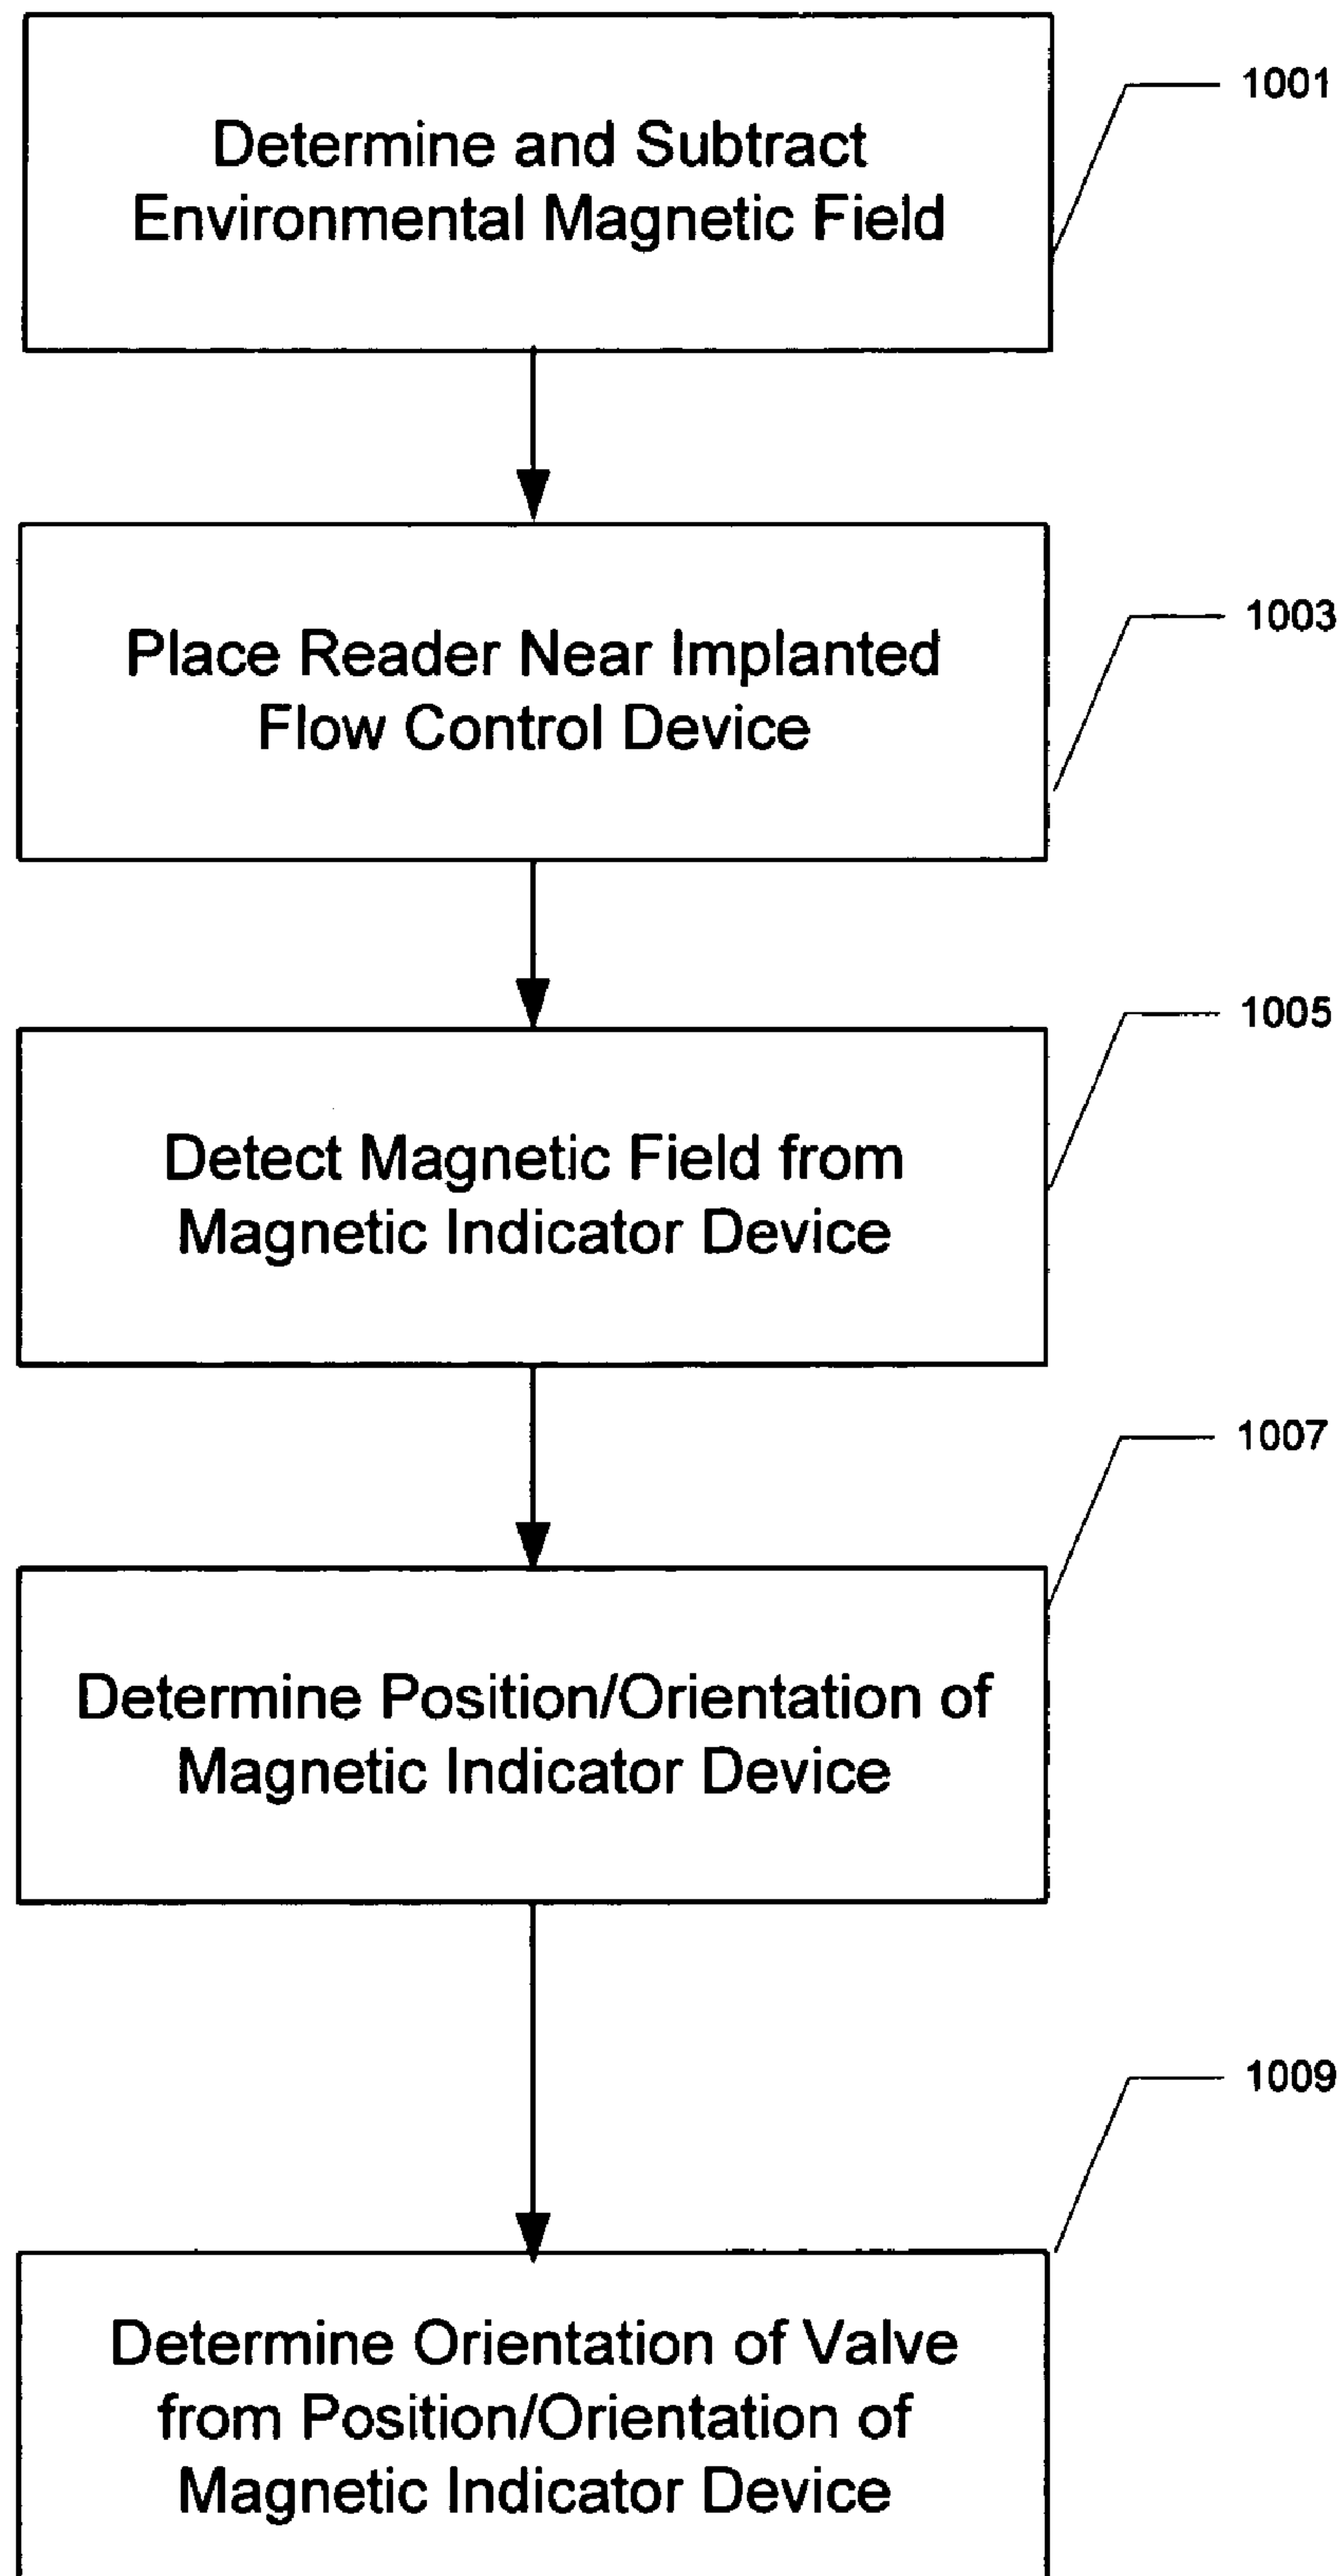 Determine and Subtract
Environmental Magnetic Field
1001
Place Reader Near Implanted
Flow Control Device
1003
Detect Magnetic Field from
Magnetic Indicator Device
1005
Determine Position/Orientation of
Magnetic Indicator Device
1007
Determine Orientation of Valve
from Position/Orientation of
Magnetic Indicator Device
1009